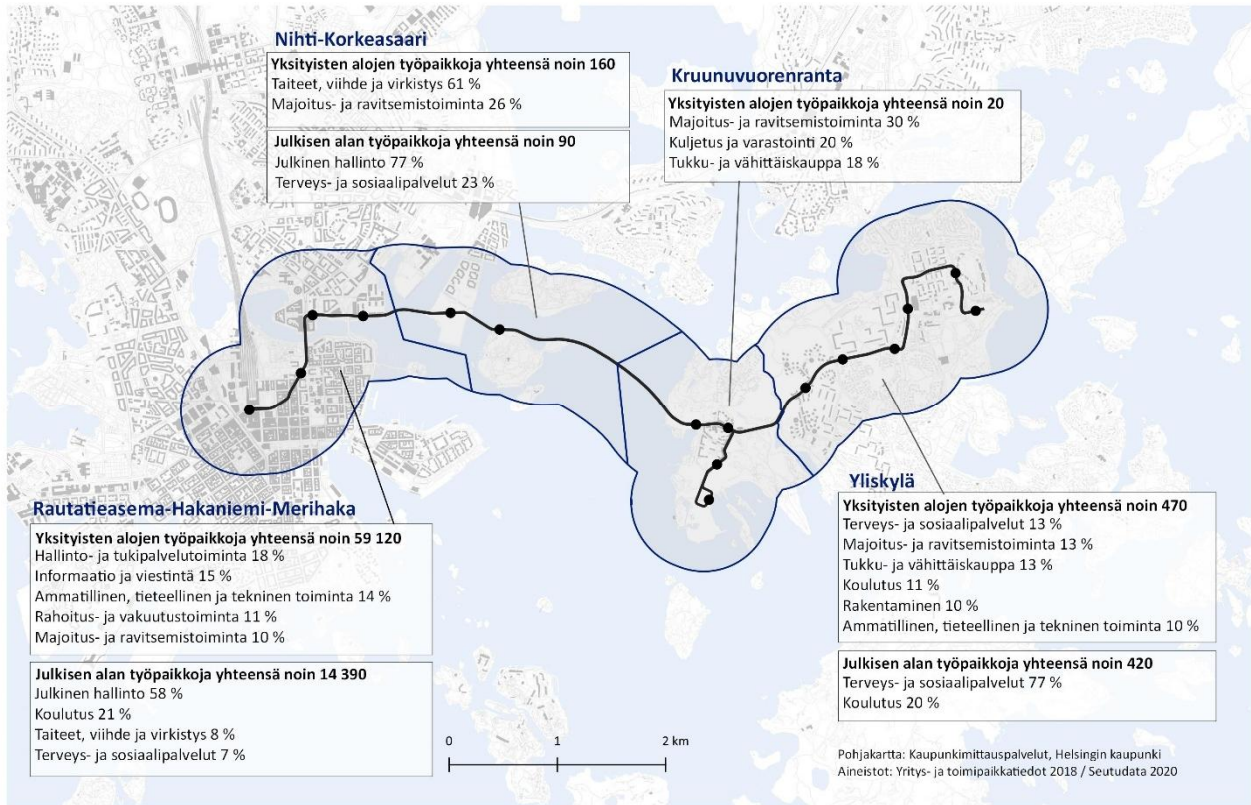 Nihti-Korkeasaari
Yksityisten alojen työpaikkoja yhteensä noin 160
Taiteet, viihde ja virkistys 61 %
Majoitus- ja ravitsemistoiminta 26 %
Julkisen alan työpaikkoja yhteensä noin 90
Julkinen hallinto 77 %
Terveys- ja sosiaalipalvelut 23 %
Kruunuvuorenranta
Yksityisten alojen työpaikkoja yhteensä noin 20
Majoitus- ja ravitsemistoiminta 30 %
Kuljetus ja varastointi 20 %
Tukku- ja vähittäiskauppa 18 %
Rautatieasema-Hakaniemi-Merihaka
Yksityisten alojen työpaikkoja yhteensä noin 59 120
Hallinto- ja tukipalvelutoiminta 18 %
Informaatio ja viestintä 15 %
Ammatillinen, tieteellinen ja tekninen toiminta 14 %
Rahoitus- ja vakuutustoiminta 11 %
Majoitus- ja ravitsemistoiminta 10 %
Julkisen alan työpaikkoja yhteensä noin 14 390
Julkinen hallinto 58 %
Koulutus 21 %
Taiteet, viihde ja virkistys 8 %
Terveys- ja sosiaalipalvelut 7 %
Yliskylä
Yksityisten alojen työpaikkoja yhteensä noin 470
Terveys- ja sosiaalipalvelut 13 %
Majoitus- ja ravitsemistoiminta 13 %
Tukku- ja vähittäiskauppa 13 %
Koulutus 11 %
Rakentaminen 10 %
Ammatillinen, tieteellinen ja tekninen toiminta 10 %
Julkisen alan työpaikkoja yhteensä noin 420
Terveys- ja sosiaalipalvelut 77 %
Koulutus 20 %
0 1 2 km
Pohjakartta: Kaupunkimittauspalvelut, Helsingin kaupunki
Aineistot: Yritys- ja toimipaikkatiedot 2018 / Seutudata 2020